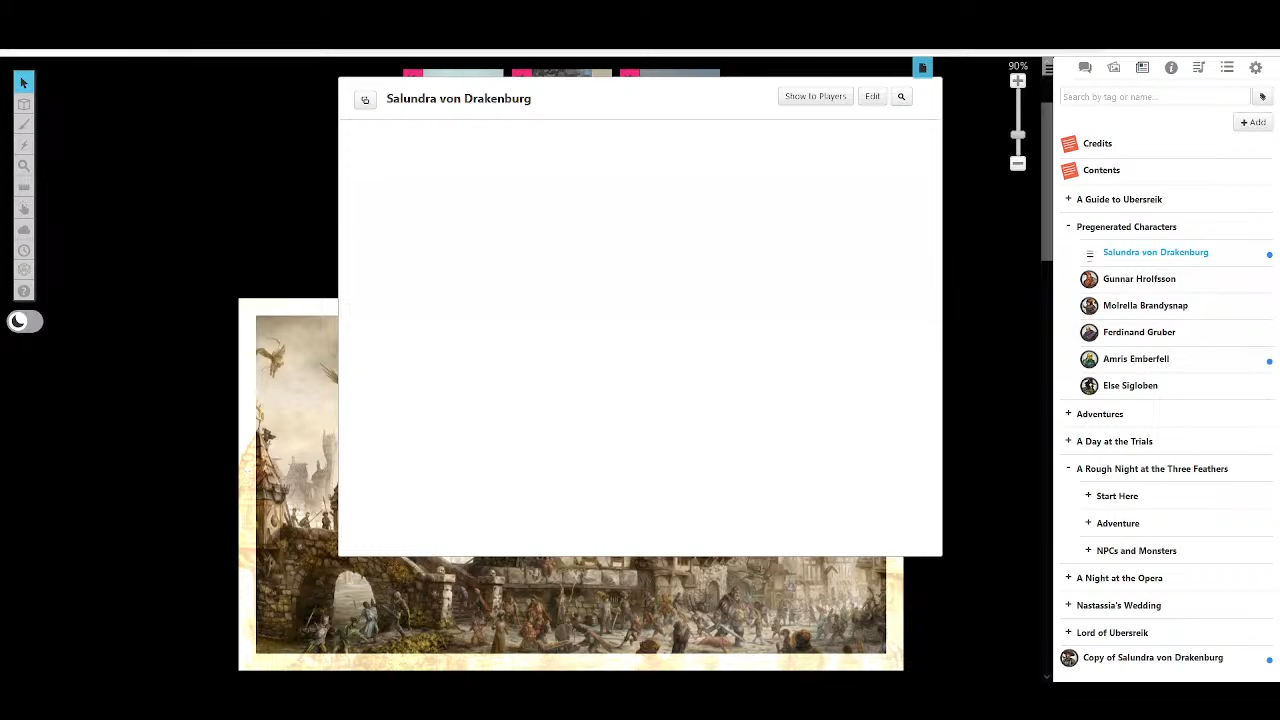 90%
Salundra von Drakenburg
Show to Players
Edit
Search by tag or name...
+ Add
Credits
Contents
+ A Guide to Ubersreik
- Pregenerated Characters
Salundra von Drakenburg
Gunnar Hrolfsson
Molrella Brandysnap
Ferdinand Gruber
Amris Emberfell
Else Sigloben
+ Adventures
+ A Day at the Trials
- A Rough Night at the Three Feathers
+ Start Here
+ Adventure
+ NPCs and Monsters
+ A Night at the Opera
+ Nastassia's Wedding
+ Lord of Ubersreik
Copy of Salundra von Drakenburg